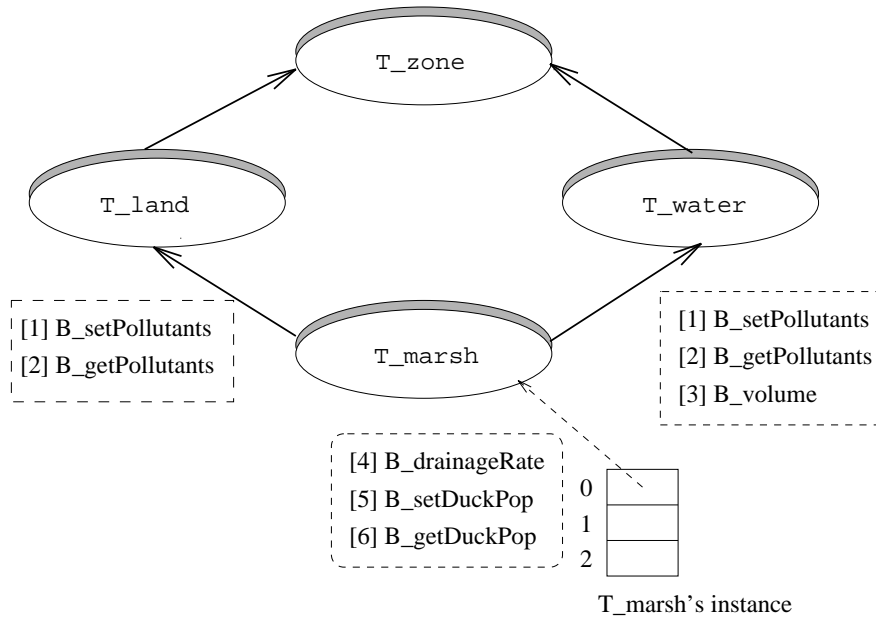 T_zone
T_land
T_water
[1] B_setPollutants
[2] B_getPollutants
T_marsh
[1] B_setPollutants
[2] B_getPollutants
[3] B_volume
[4] B_drainageRate
[5] B_setDuckPop
[6] B_getDuckPop
0
1
2
T_marsh's instance